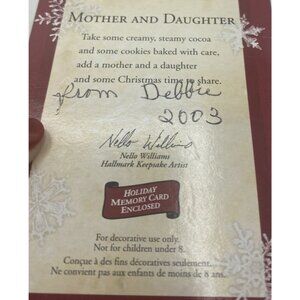 MOTHER AND DAUGHTER
Take some creamy, steamy cocoa
and some cookies baked with care,
add a mother and a daughter
and some Christmas time to share.
From Debbie
2003
Nello Williams
Nello Williams
Hallmark Keepsake Artist
HOLIDAY
MEMORY CARD
ENCLOSED
For decorative use only.
Not for children under 8.
Conçue à des fins décoratives seulement.
Ne convient pas aux enfants de moins de 8 ans.